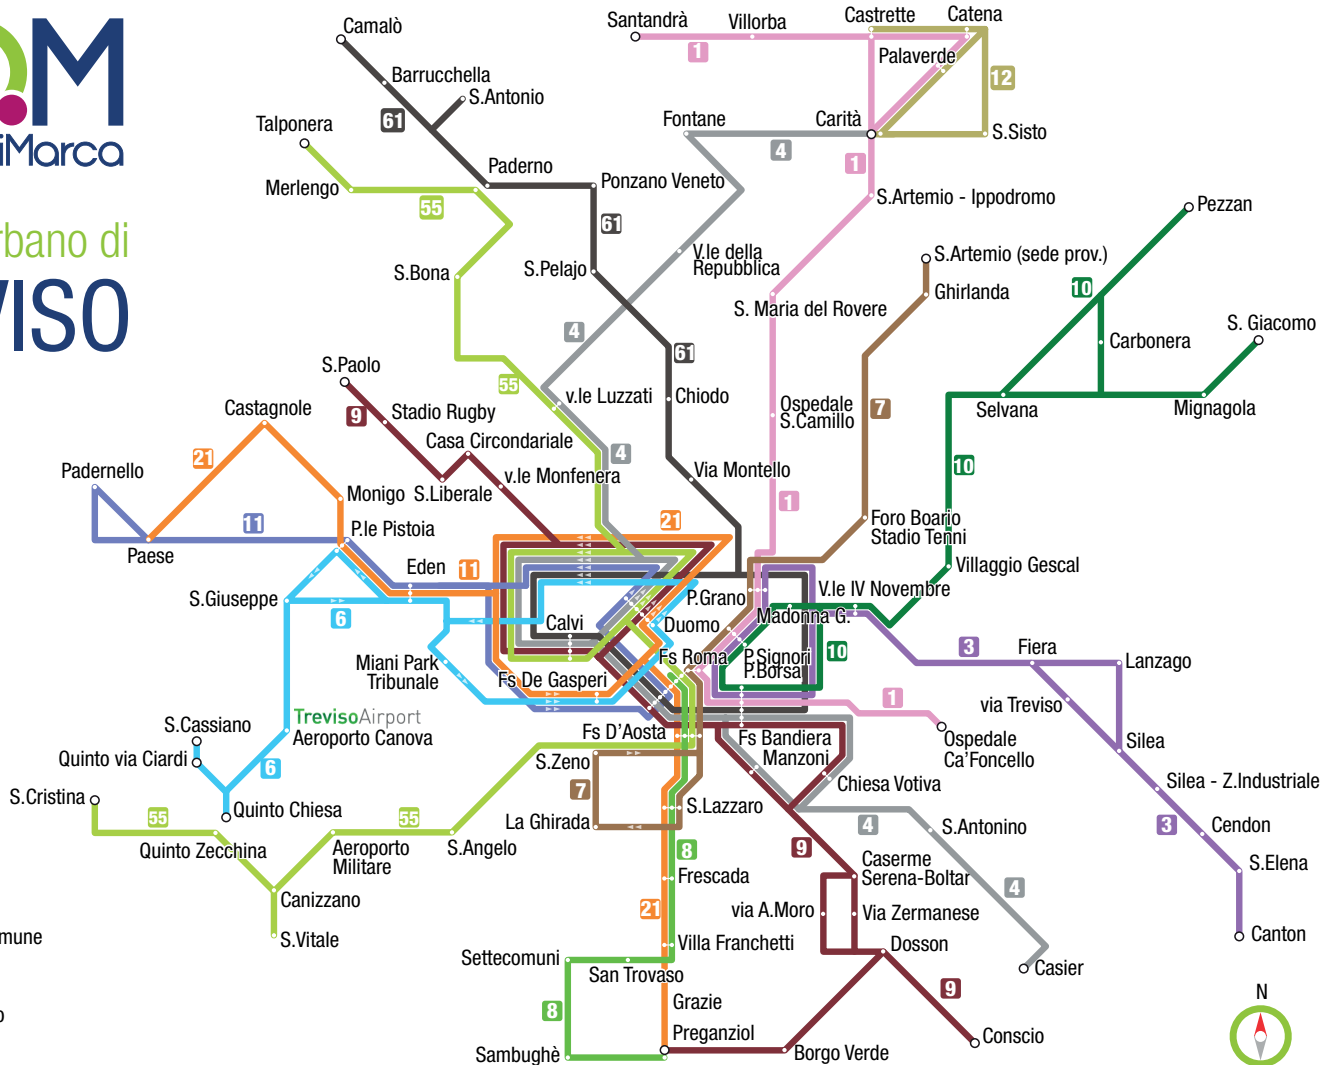 M
iMarca
rbano di
VISO
Camalò
Barrucchella
S.Antonio
61
Talponera
Merlengo
55
Paderno
Ponzano Veneto
61
S.Pelajo
S.Bona
Santandrà
Villorba
Castrette
Catena
1
Palaverde
12
Fontane
Carità
S.Sisto
4
1
S.Artemio - Ippodromo
V.le della
Repubblica
S. Maria del Rovere
S.Artemio (sede prov.)
Ghirlanda
Pezzan
10
Carbonera
S. Giacomo
Selvana
Mignagola
4
61
55
v.le Luzzati
Chiodo
Ospedale
S.Camillo
7
S.Paolo
9
Stadio Rugby
Castagnole
Casa Circondariale
4
Via Montello
v.le Monfenera
S.Liberale
21
Padernello
Monigo
11
P.le Pistoia
Paese
1
10
Foro Boario
Stadio Tenni
Villaggio Gescal
21
Eden
11
S.Giuseppe
6
P.Grano
V.le IV Novembre
Madonna G.
Calvi
Duomo
Fs Roma
P.Signori
P.Borsa
10
Miani Park
Tribunale
Fs De Gasperi
3
Fiera
Lanzago
via Treviso
Silea
TrevisoAirport
Aeroporto Canova
S.Cassiano
Quinto via Ciardi
6
Quinto Chiesa
1
Ospedale
Ca'Foncello
Fs D'Aosta
Fs Bandiera
Manzoni
S.Zeno
Chiesa Votiva
Silea - Z.Industriale
7
S.Lazzaro
La Ghirada
S.Cristina
55
Quinto Zecchina
55
Aeroporto
Militare
S.Angelo
Canizzano
S.Vitale
8
9
4
S.Antonino
3
Cendon
S.Elena
Canton
Frescada
Caserme
Serena-Boltar
4
21
via A.Moro
Via Zermanese
Villa Franchetti
Dosson
Casier
mune
Settecomuni
San Trovaso
8
Grazie
9
Preganziol
Conscio
Sambughè
Borgo Verde
o
N